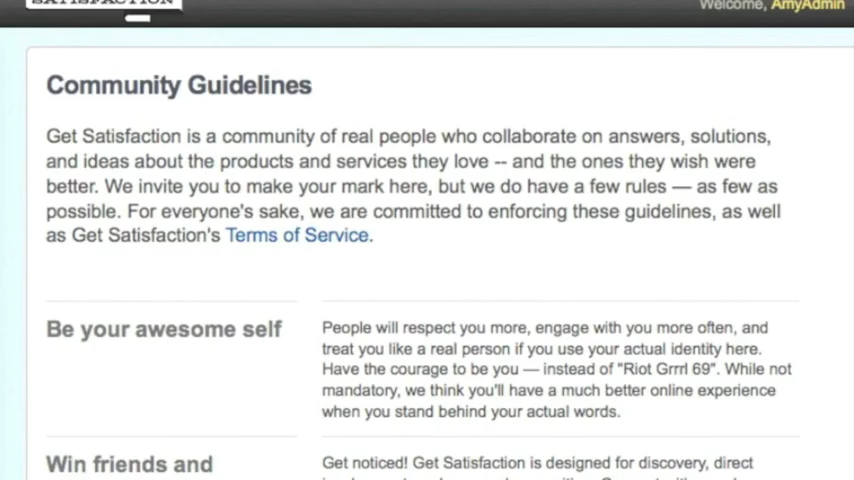 SATISFACTION
Welcome, AmyAdmin
Community Guidelines
Get Satisfaction is a community of real people who collaborate on answers, solutions,
and ideas about the products and services they love -- and the ones they wish were
better. We invite you to make your mark here, but we do have a few rules — as few as
possible. For everyone's sake, we are committed to enforcing these guidelines, as well
as Get Satisfaction's Terms of Service.
Be your awesome self
People will respect you more, engage with you more often, and
treat you like a real person if you use your actual identity here.
Have the courage to be you — instead of "Riot Grrrl 69". While not
mandatory, we think you'll have a much better online experience
when you stand behind your actual words.
Win friends and
Get noticed! Get Satisfaction is designed for discovery, direct